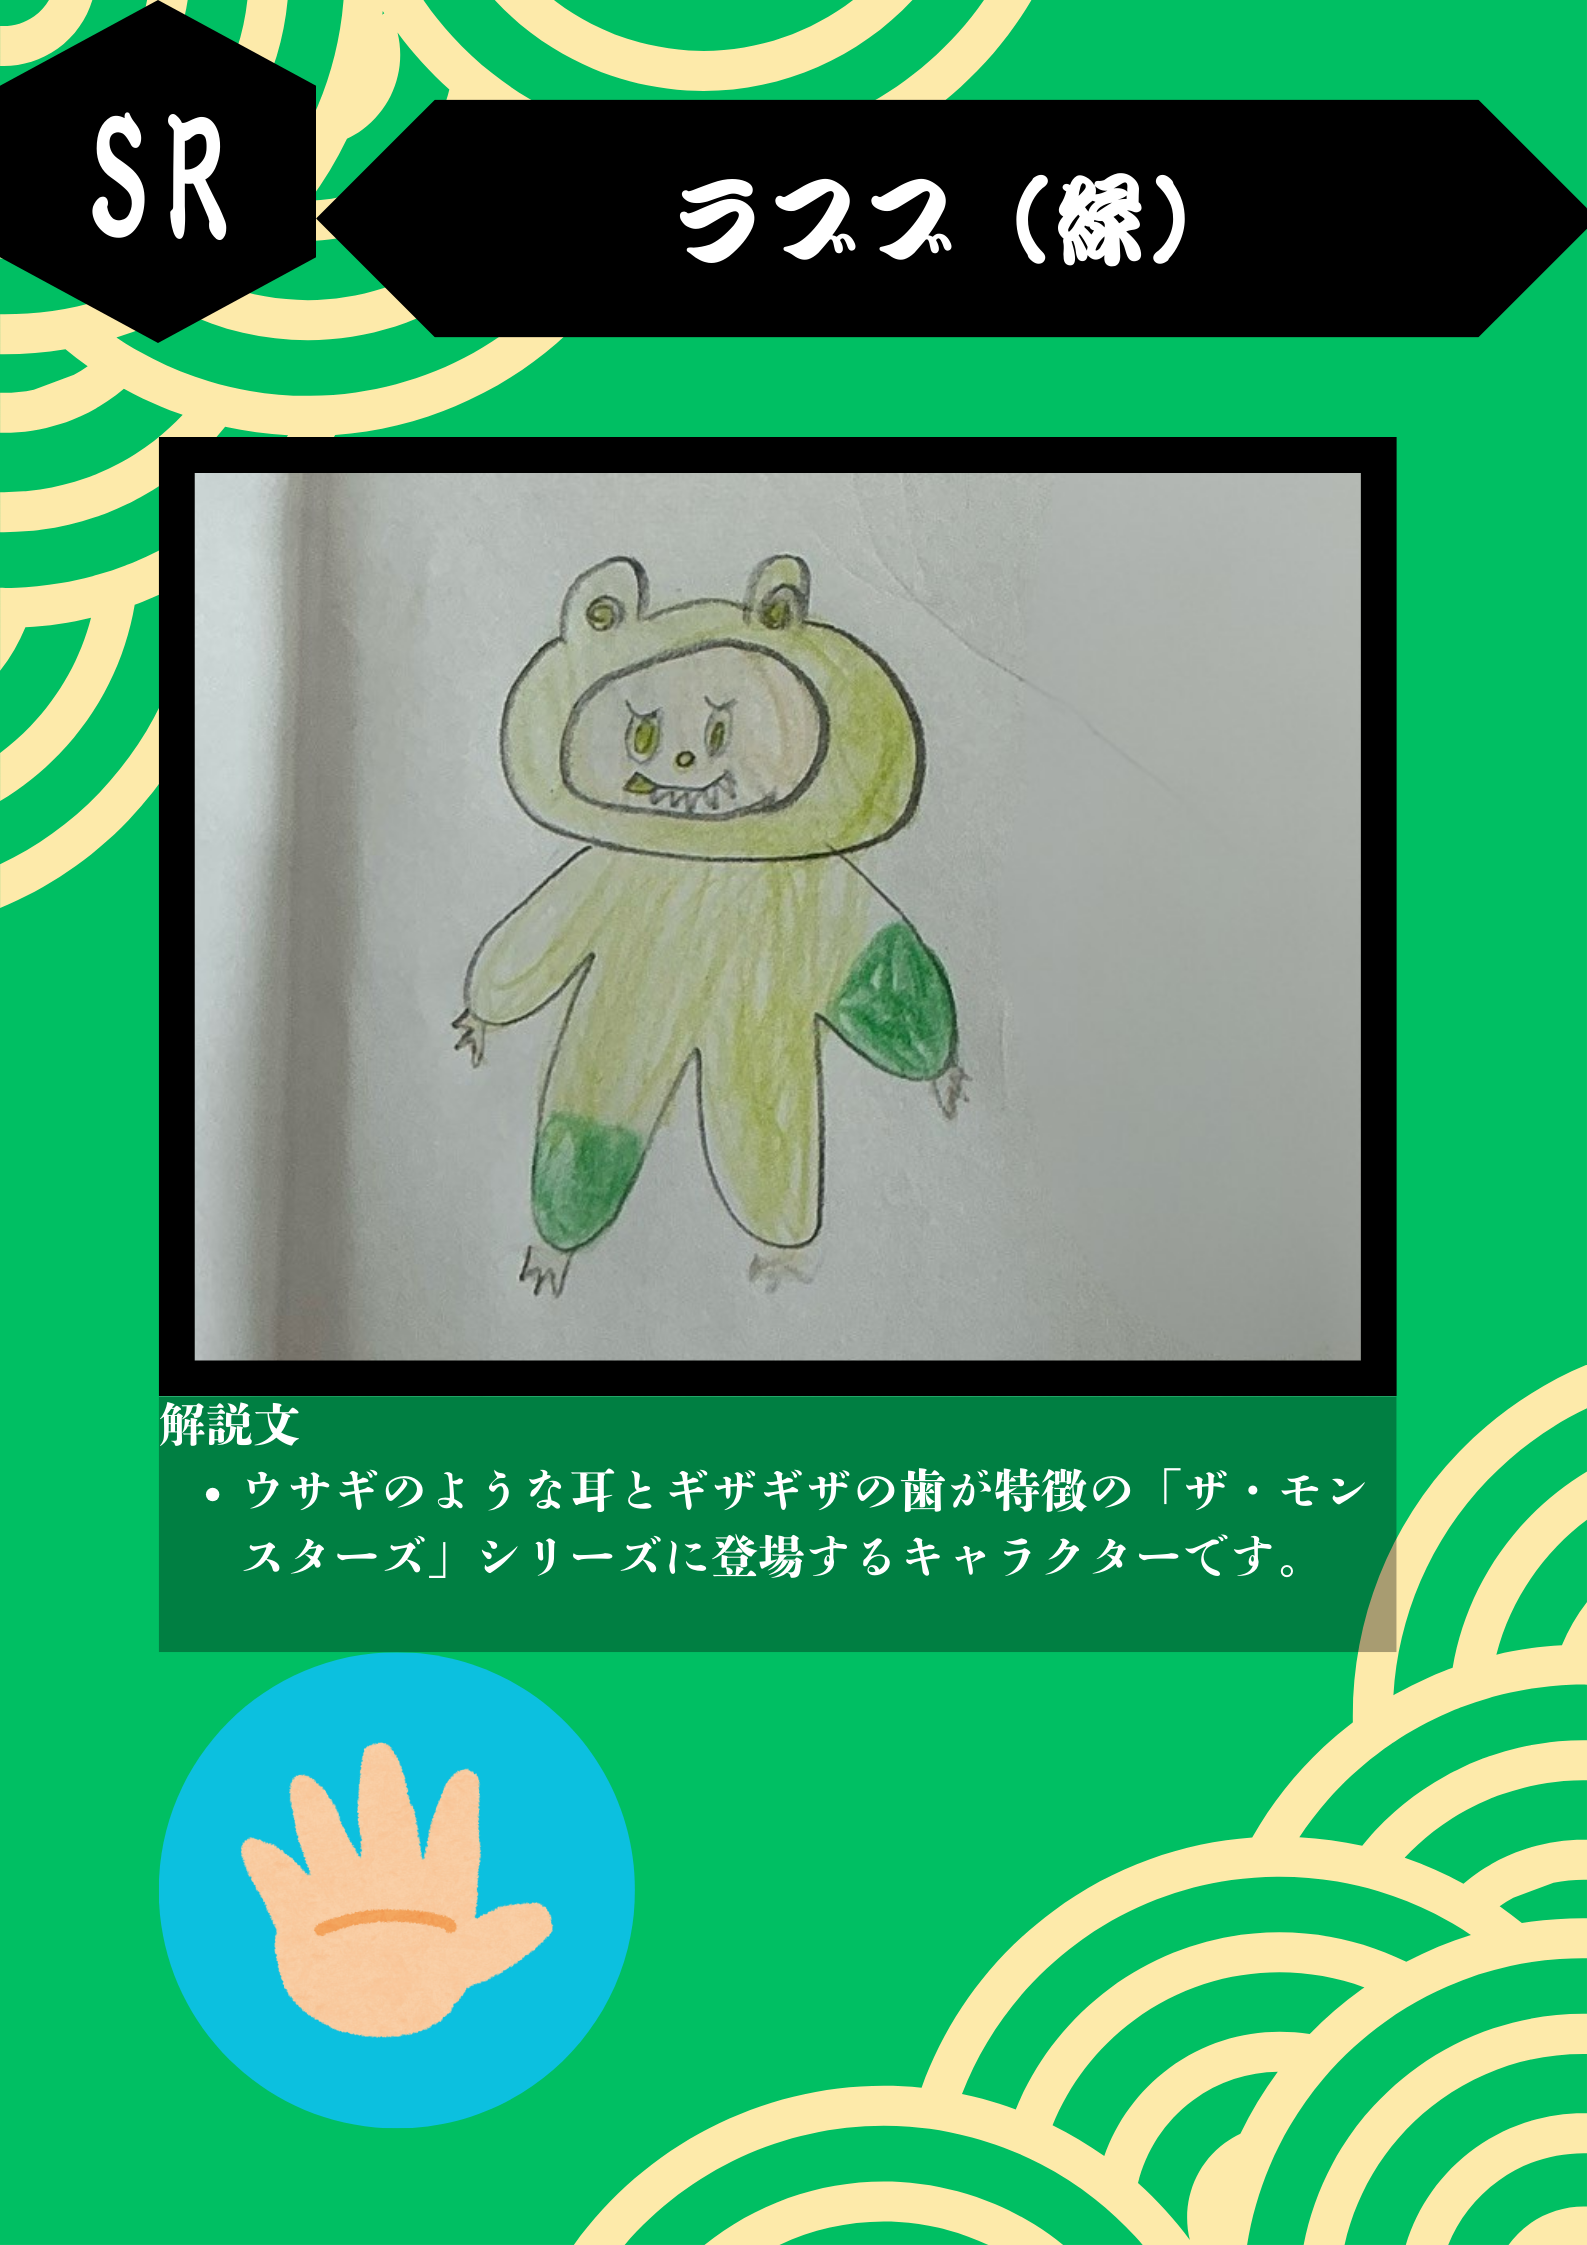 SR
ラブブ（緑）
解説文
• ウサギのような耳とギザギザの歯が特徴の「ザ・モン
スターズ」シリーズに登場するキャラクターです。